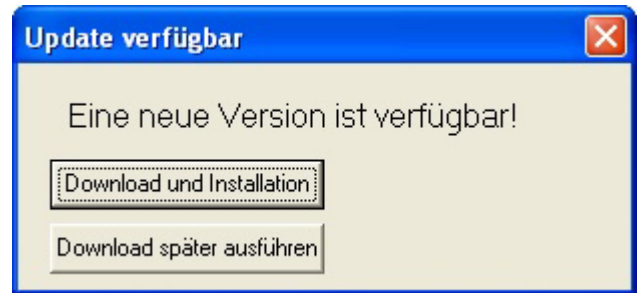 Update verfügbar
Eine neue Version ist verfügbar!
Download und Installation
Download später ausführen